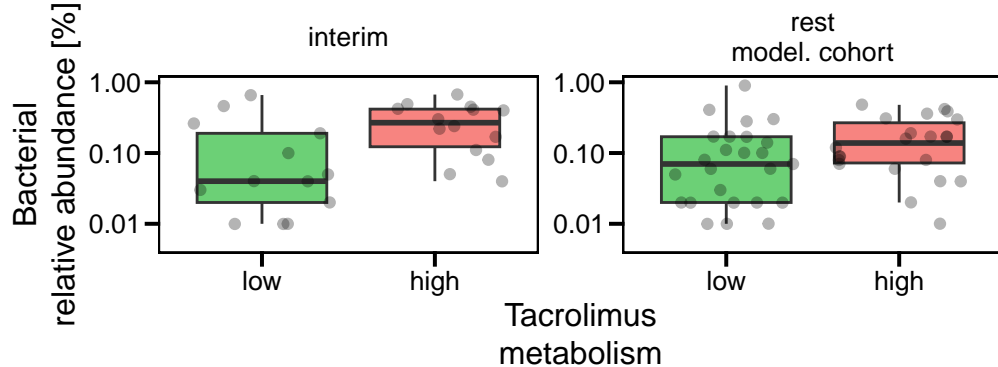 interim
rest
model. cohort
Bacterial
relative abundance [%]
1.00
0.10
0.01
1.00
0.10
0.01
low
high
low
high
Tacrolimus
metabolism